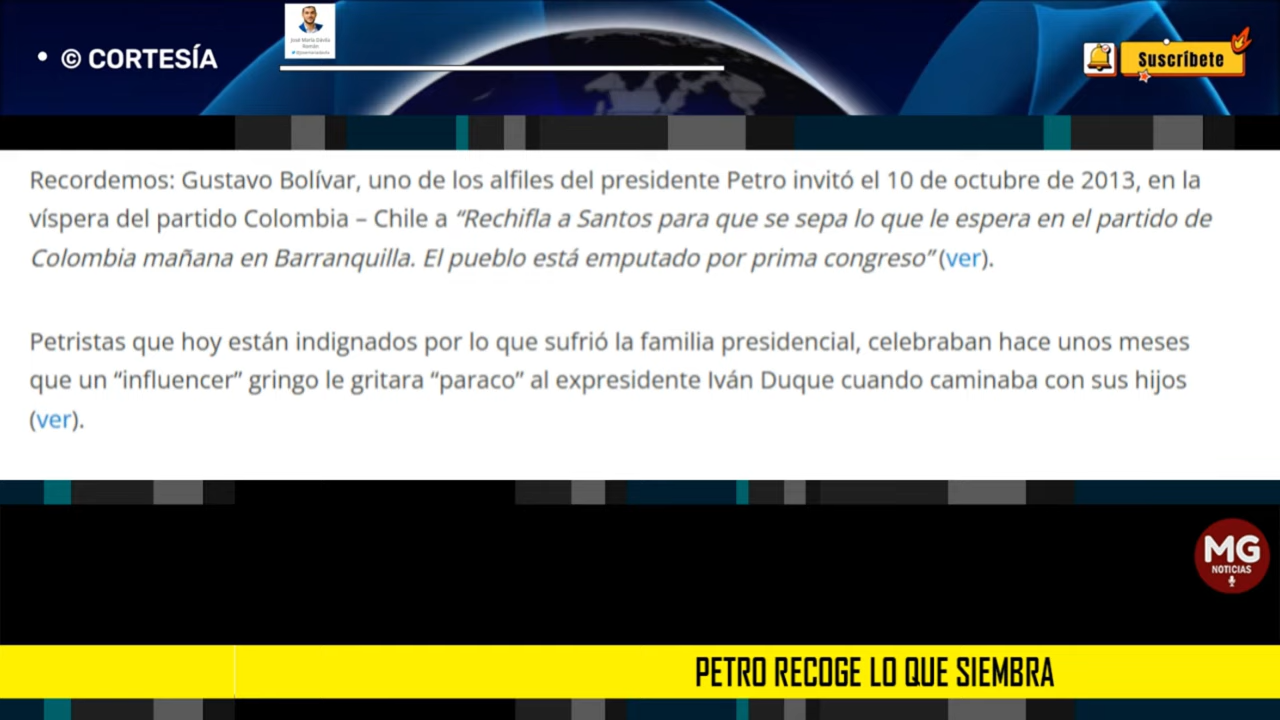 • © CORTESÍA
José María Dávila
Román
Suscríbete
Recordemos: Gustavo Bolívar, uno de los alfiles del presidente Petro invitó el 10 de octubre de 2013, en la
víspera del partido Colombia – Chile a “Rechifla a Santos para que se sepa lo que le espera en el partido de
Colombia mañana en Barranquilla. El pueblo está emputado por prima congreso” (ver).
Petristas que hoy están indignados por lo que sufrió la familia presidencial, celebraban hace unos meses
que un “influencer” gringo le gritara “paraco” al expresidente Iván Duque cuando caminaba con sus hijos
(ver).
MG
NOTICIAS
PETRO RECOGE LO QUE SIEMBRA